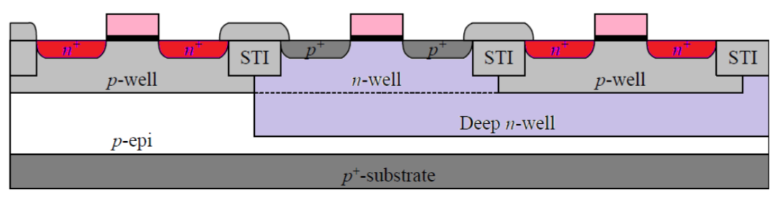 n+ n+ STI p+ p+ STI n+ n+ STI
p-well n-well p-well
Deep n-well
p-epi
p+-substrate